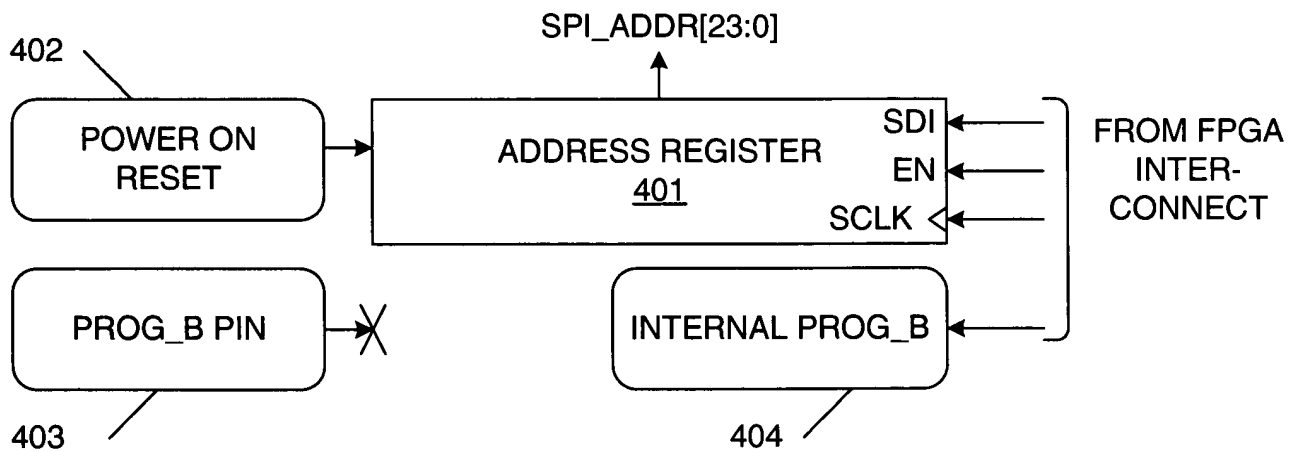 SPI_ADDR[23:0]
402
POWER ON
RESET
ADDRESS REGISTER
401
SDI
EN
SCLK
FROM FPGA
INTER-
CONNECT
PROG_B PIN
INTERNAL PROG_B
403
404